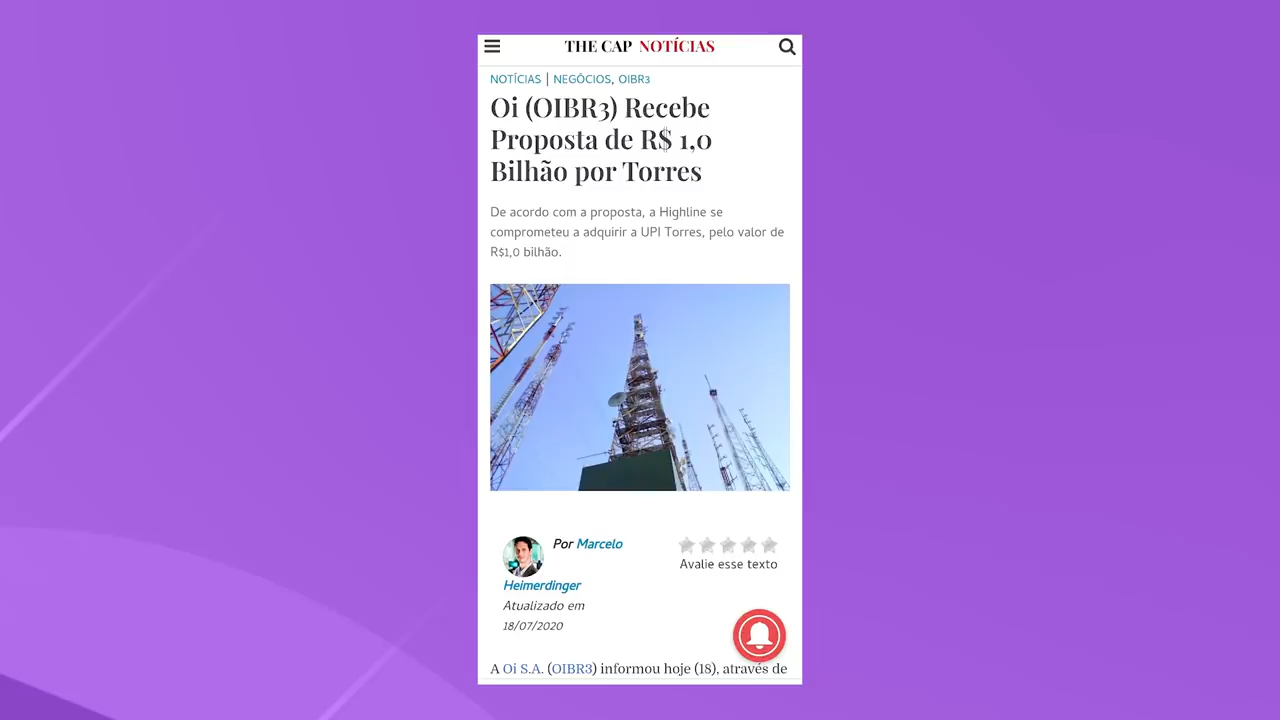 THE CAP NOTÍCIAS
NOTÍCIAS | NEGÓCIOS, OIBR3
Oi (OIBR3) Recebe
Proposta de R$ 1,0
Bilhão por Torres
De acordo com a proposta, a Highline se
comprometeu a adquirir a UPI Torres, pelo valor de
R$1,0 bilhão.
Por Marcelo
Heimerdinger
Atualizado em
18/07/2020
Avalie esse texto
A Oi S.A. (OIBR3) informou hoje (18), através de